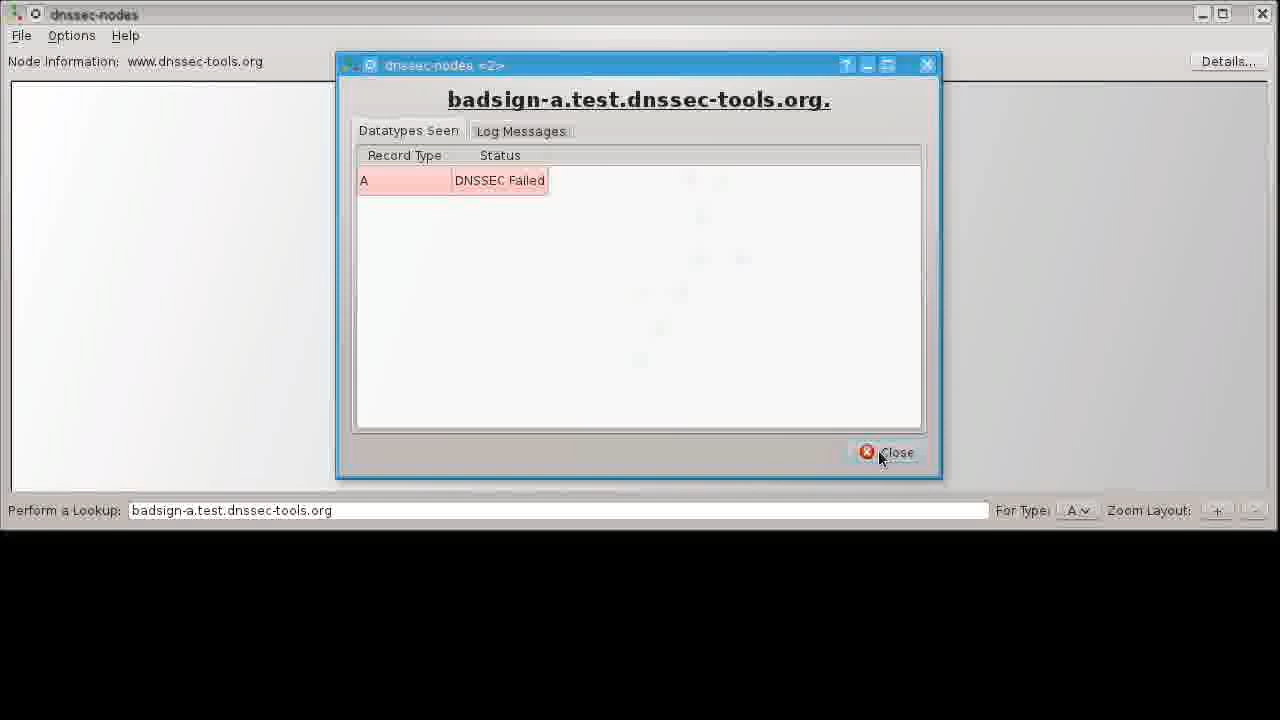 dnssec-nodes
File Options Help
Node Information: www.dnssec-tools.org
Details...
dnssec-nodes <2>
badsign-a.test.dnssec-tools.org.
Datatypes Seen Log Messages
Record Type Status
A DNSSEC Failed
Close
Perform a Lookup: badsign-a.test.dnssec-tools.org For Type: A Zoom Layout: + -